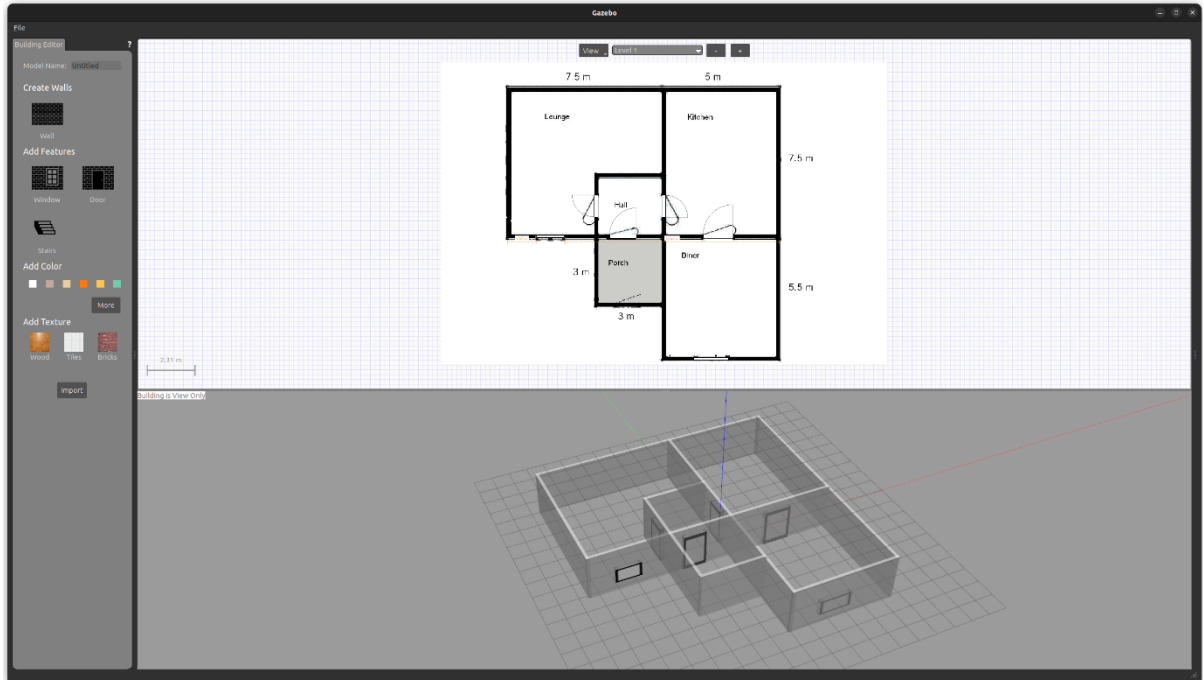 Gazebo
File
Building Editor
?
Model Name: Untitled
Create Walls
Wall
Add Features
Window Door
Stairs
Add Color
More
Add Texture
Wood Tiles Bricks
Import
View Level 1 - +
7.5 m 5 m
Lounge Kitchen
7.5 m
Hall
Porch Diner
3 m
5.5 m
3 m
2.31 m
Building is View Only